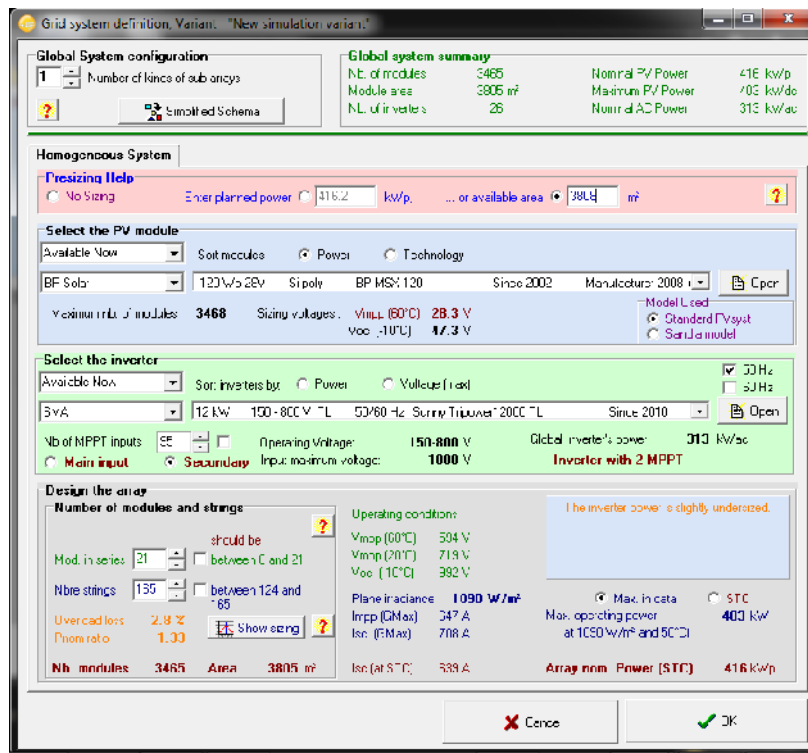 Grid system definition, Variant "New simulation variant"
Global System configuration
1 Number of kinds of sub arrays
? Simplified Schema
Global system summary
Nb. of modules 3465 Nominal PV Power 416 kWp
Module area 3805 m² Maximum PV Power 403 kWdc
Nb. of inverters 26 Nominal AC Power 313 kWac
Homogeneous System
Presizing Help
No Sizing Enter planned power 416.2 kWp, ... or available area 3808 m² ?
Select the PV module
Available Now Sort modules Power Technology
BP Solar 120 Wp 28V Si-poly BP MSX 120 Since 2002 Manufacturer 2008 Open
Maximum nb. of modules 3468 Sizing voltages : Vmpp (60°C) 28.3 V
Voc (-10°C) 47.3 V
Model Used
Standard PVsyst
Sandia model
Select the inverter
Available Now Sort inverters by: Power Voltage (max)
50 Hz
60 Hz
SMA 12 kW 150 - 800 V TL 50/60 Hz Sunny Tripower Since 2010 Open
Nb of MPPT inputs Operating Voltage: 150-800 V Global Inverter's power 313 kWac
Main input Secundary Input maximum voltage: 1000 V Inverter with 2 MPPT
Design the array
Number of modules and strings
?
should be
Mod. in series 21 between and 21
Nbre strings 165 between 124 and
165
Overload loss 2.8 %
Pnom ratio 1.33 Show sizing ?
Nb. modules 3465 Area 3805 m²
Operating conditions
Vmpp (60°C) 594 V
Vmpp (20°C) 719 V
Voc (-10°C) 992 V
Plane irradiance 1090 W/m²
Impp (GMax) 647 A
Isc (GMax) 708 A
Isc (at STC) 639 A
The inverter power is slightly undersized.
Max. in data STC
Max. operating power 403 kW
at 1090 W/m² and 50°C)
Array nom. Power (STC) 416 kWp
Cancel OK